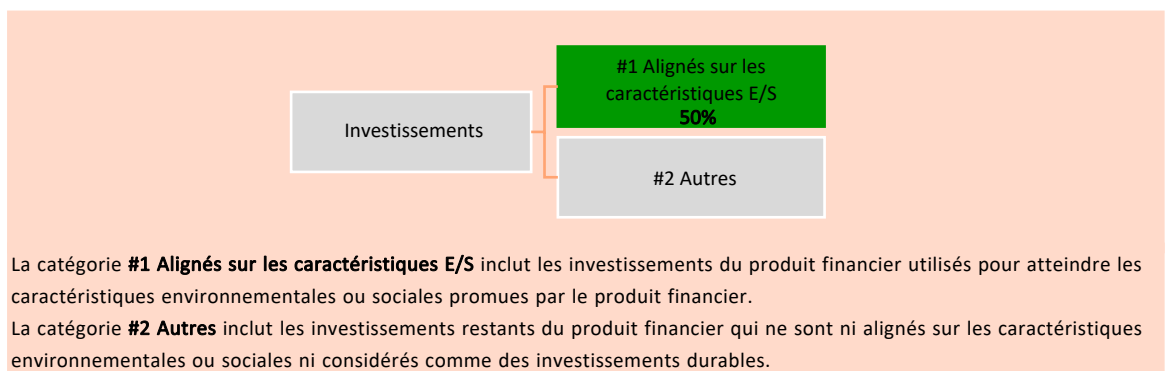 #1 Alignés sur les
caractéristiques E/S
50%
Investissements
#2 Autres
La catégorie #1 Alignés sur les caractéristiques E/S inclut les investissements du produit financier utilisés pour atteindre les
caractéristiques environnementales ou sociales promues par le produit financier.
La catégorie #2 Autres inclut les investissements restants du produit financier qui ne sont ni alignés sur les caractéristiques
environnementales ou sociales ni considérés comme des investissements durables.